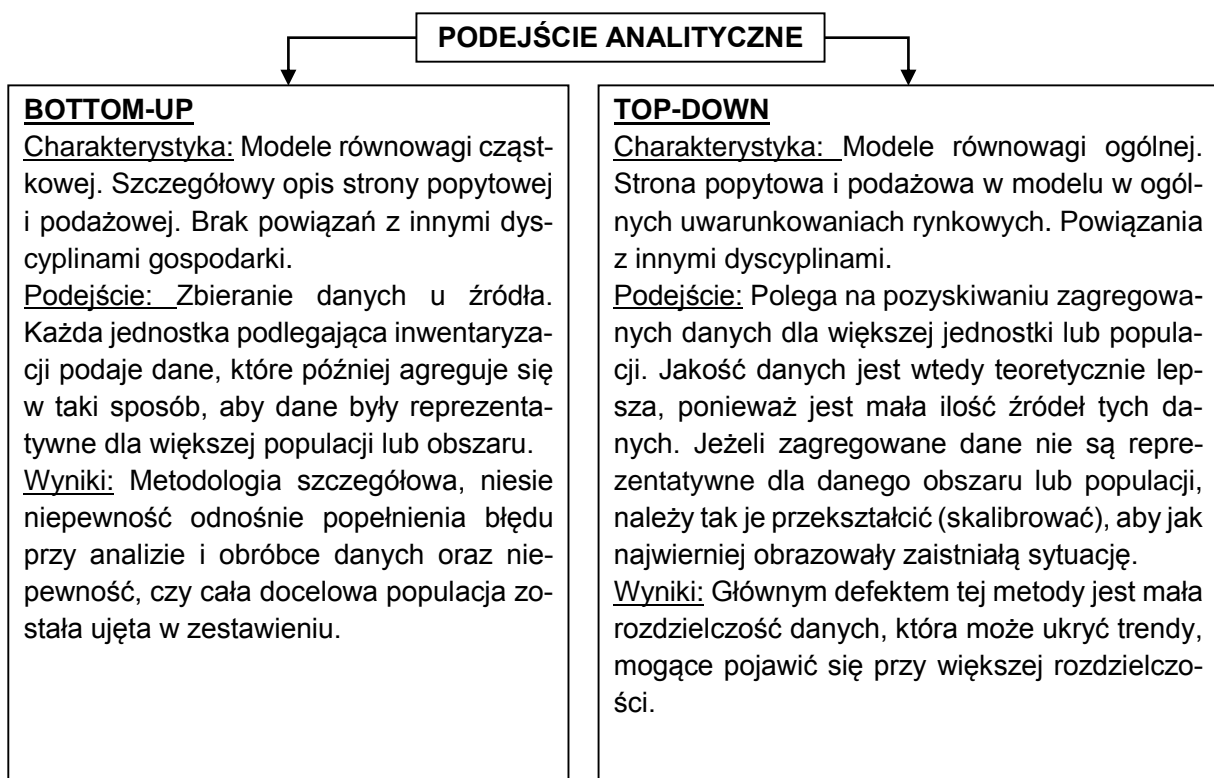 PODEJŚCIE ANALITYCZNE
BOTTOM-UP
Charakterystyka: Modele równowagi cząst-
kowej. Szczegółowy opis strony popytowej
i podażowej. Brak powiązań z innymi dys-
cyplinami gospodarki.
Podejście: Zbieranie danych u źródła.
Każda jednostka podlegająca inwentaryza-
cji podaje dane, które później agreguje się
w taki sposób, aby dane były reprezenta-
tywne dla większej populacji lub obszaru.
Wyniki: Metodologia szczegółowa, niesie
niepewność odnośnie popełnienia błędu
przy analizie i obróbce danych oraz nie-
pewność, czy cała docelowa populacja zo-
stała ujęta w zestawieniu.
TOP-DOWN
Charakterystyka: Modele równowagi ogólnej.
Strona popytowa i podażowa w modelu w ogól-
nych uwarunkowaniach rynkowych. Powiązania
z innymi dyscyplinami.
Podejście: Polega na pozyskiwaniu zagregowa-
nych danych dla większej jednostki lub popula-
cji. Jakość danych jest wtedy teoretycznie lep-
sza, ponieważ jest mała ilość źródeł tych da-
nych. Jeżeli zagregowane dane nie są repre-
zentatywne dla danego obszaru lub populacji,
należy tak je przekształcić (skalibrować), aby jak
najwierniej obrazowały zaistniałą sytuację.
Wyniki: Głównym defektem tej metody jest mała
rozdzielczość danych, która może ukryć trendy,
mogące pojawić się przy większej rozdzielczo-
ści.